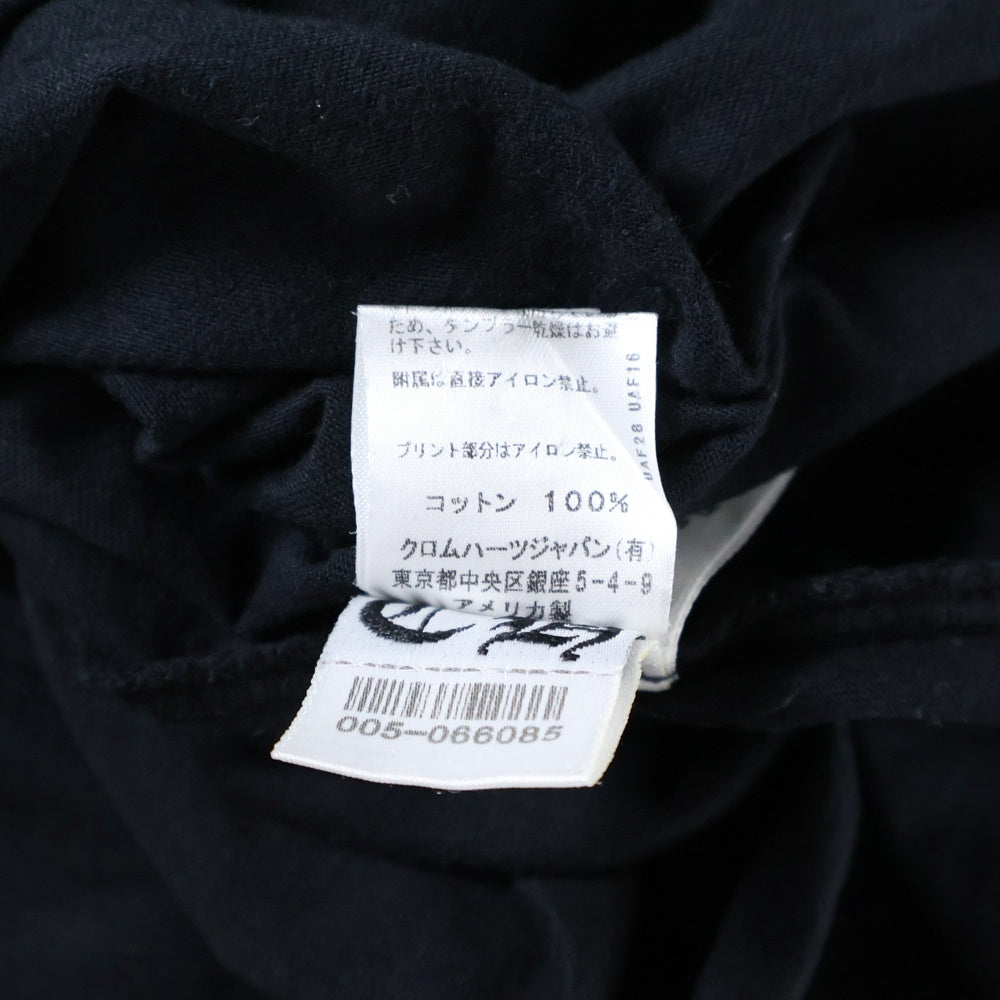 ため、タンブラー乾燥はお避
け下さい。
附属は直接アイロン禁止。
プリント部分はアイロン禁止。
コットン 100%
クロムハーツジャパン(有)
東京都中央区銀座5-4-9
アメリカ製
UAF28 UAF16
005-066085